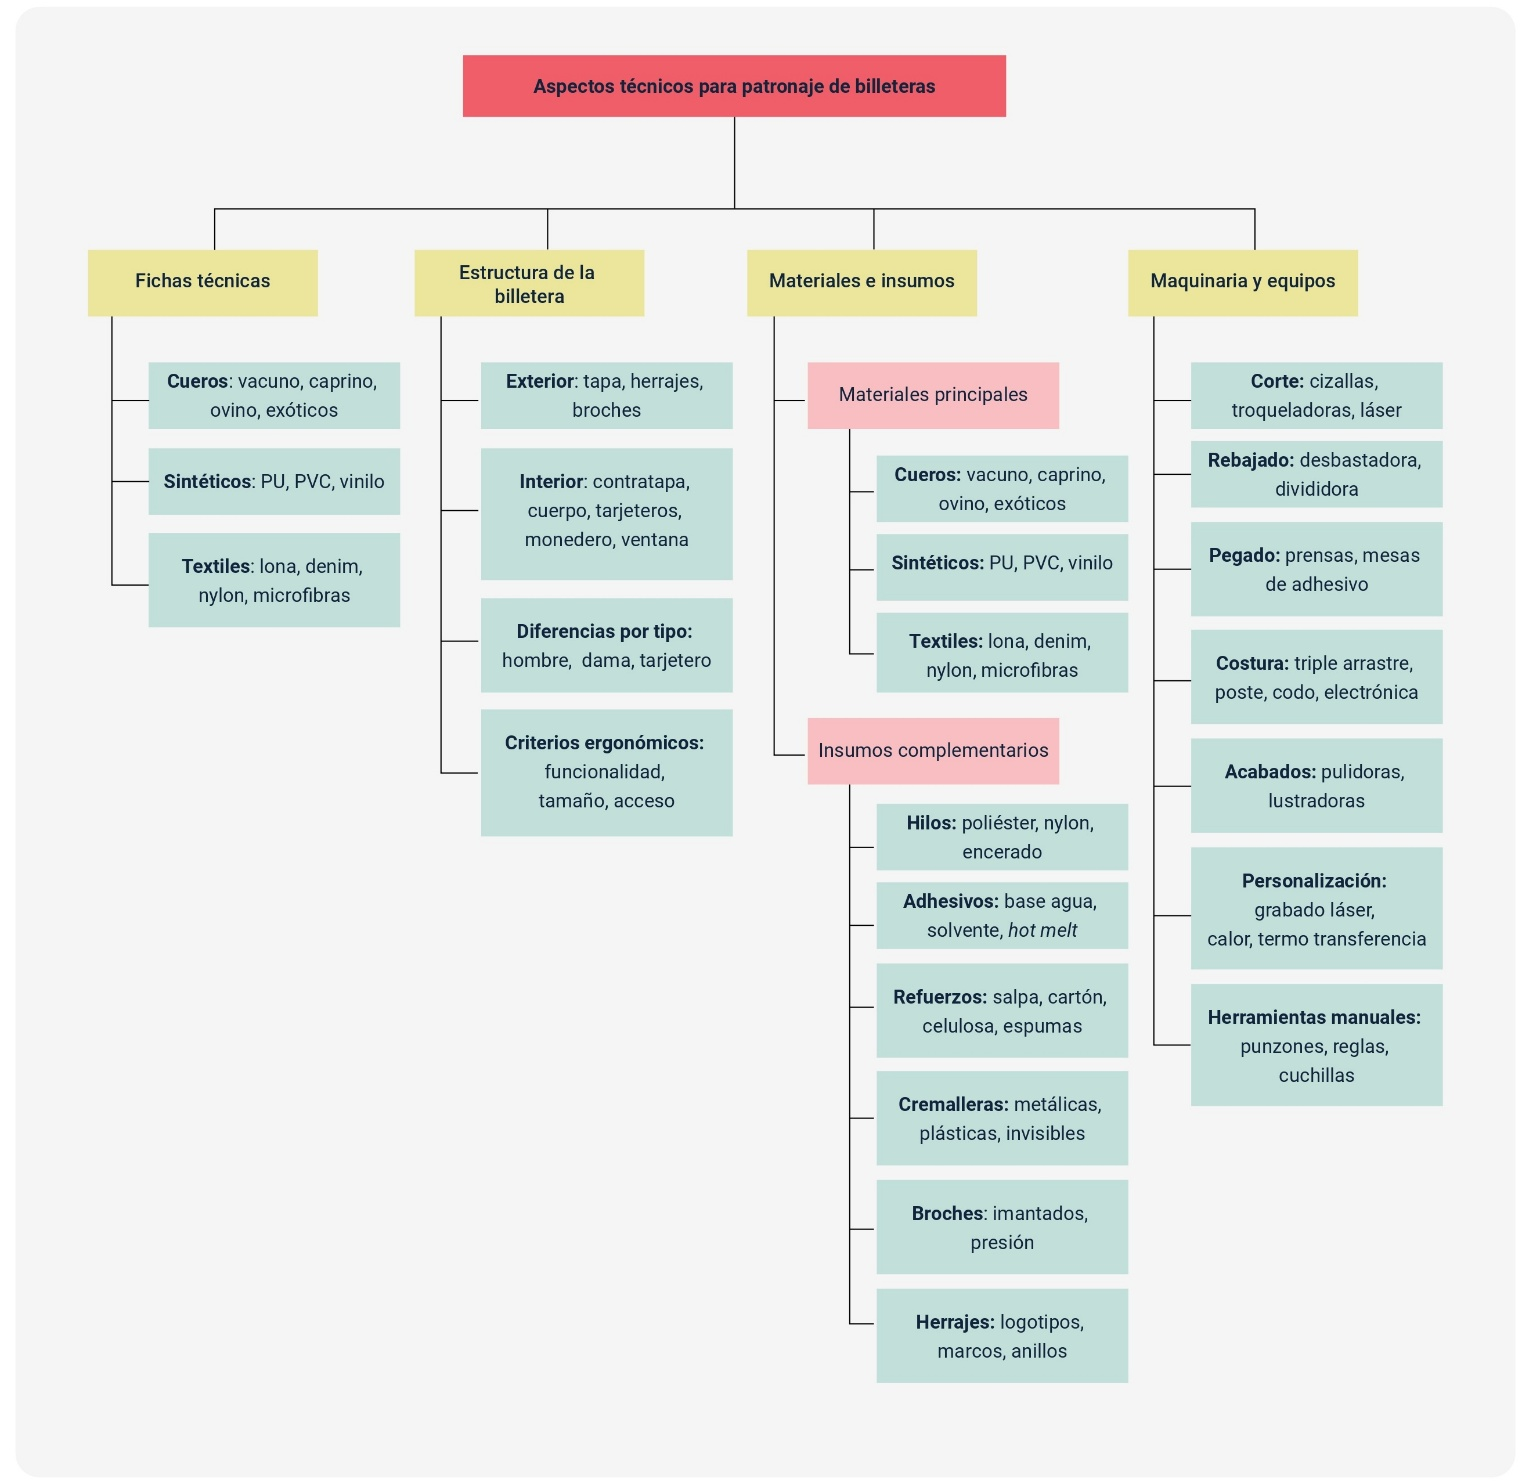 Aspectos técnicos para patronaje de billeteras
Fichas técnicas
Cueros: vacuno, caprino,
ovino, exóticos
Sintéticos: PU, PVC, vinilo
Textiles: lona, denim,
nylon, microfibras
Estructura de la
billetera
Exterior: tapa, herrajes,
broches
Interior: contratapa,
cuerpo, tarjeteros,
monedero, ventana
Diferencias por tipo:
hombre, dama, tarjetero
Criterios ergonómicos:
funcionalidad,
tamaño, acceso
Materiales e insumos
Materiales principales
Cueros: vacuno, caprino,
ovino, exóticos
Sintéticos: PU, PVC, vinilo
Textiles: lona, denim,
nylon, microfibras
Insumos complementarios
Hilos: poliéster, nylon,
encerado
Adhesivos: base agua,
solvente, hot melt
Refuerzos: salpa, cartón,
celulosa, espumas
Cremalleras: metálicas,
plásticas, invisibles
Broches: imantados,
presión
Herrajes: logotipos,
marcos, anillos
Maquinaria y equipos
Corte: cizallas,
troqueladoras, láser
Rebajado: desbastadora,
divididora
Pegado: prensas, mesas
de adhesivo
Costura: triple arrastre,
poste, codo, electrónica
Acabados: pulidoras,
lustradoras
Personalización:
grabado láser,
calor, termo transferencia
Herramientas manuales:
punzones, reglas,
cuchillas